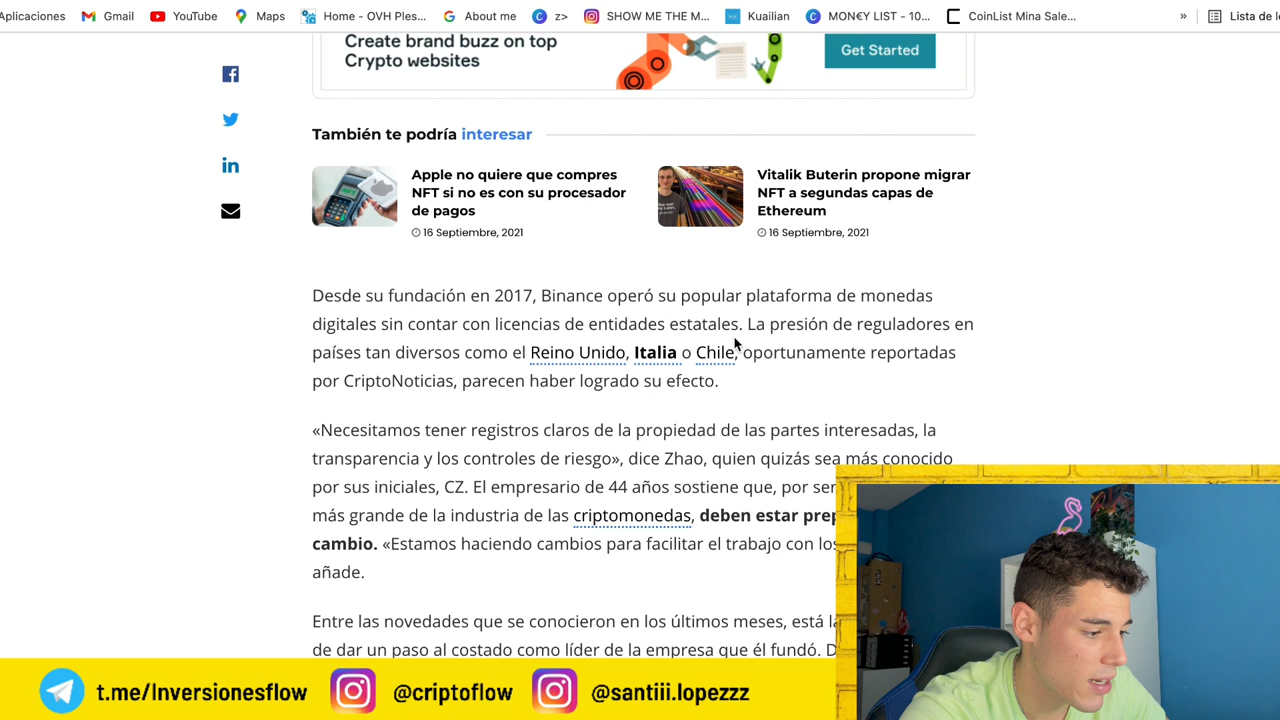 Aplicaciones Gmail YouTube Maps Home - OVH Ples... About me z> SHOW ME THE M... Kuailian MON€Y LIST - 10... CoinList Mina Sale... » Lista de le
Create brand buzz on top
Crypto websites
Get Started
También te podría interesar
Apple no quiere que compres
NFT si no es con su procesador
de pagos
16 Septiembre, 2021
Vitalik Buterin propone migrar
NFT a segundas capas de
Ethereum
16 Septiembre, 2021
Desde su fundación en 2017, Binance operó su popular plataforma de monedas
digitales sin contar con licencias de entidades estatales. La presión de reguladores en
países tan diversos como el Reino Unido, Italia o Chile, oportunamente reportadas
por CriptoNoticias, parecen haber logrado su efecto.
«Necesitamos tener registros claros de la propiedad de las partes interesadas, la
transparencia y los controles de riesgo», dice Zhao, quien quizás sea más conocido
por sus iniciales, CZ. El empresario de 44 años sostiene que, por ser
más grande de la industria de las criptomonedas, deben estar prep
cambio. «Estamos haciendo cambios para facilitar el trabajo con los
añade.
Entre las novedades que se conocieron en los últimos meses, está l
de dar un paso al costado como líder de la empresa que él fundó. D
t.me/Inversionesflow @criptoflow @santiii.lopezzz